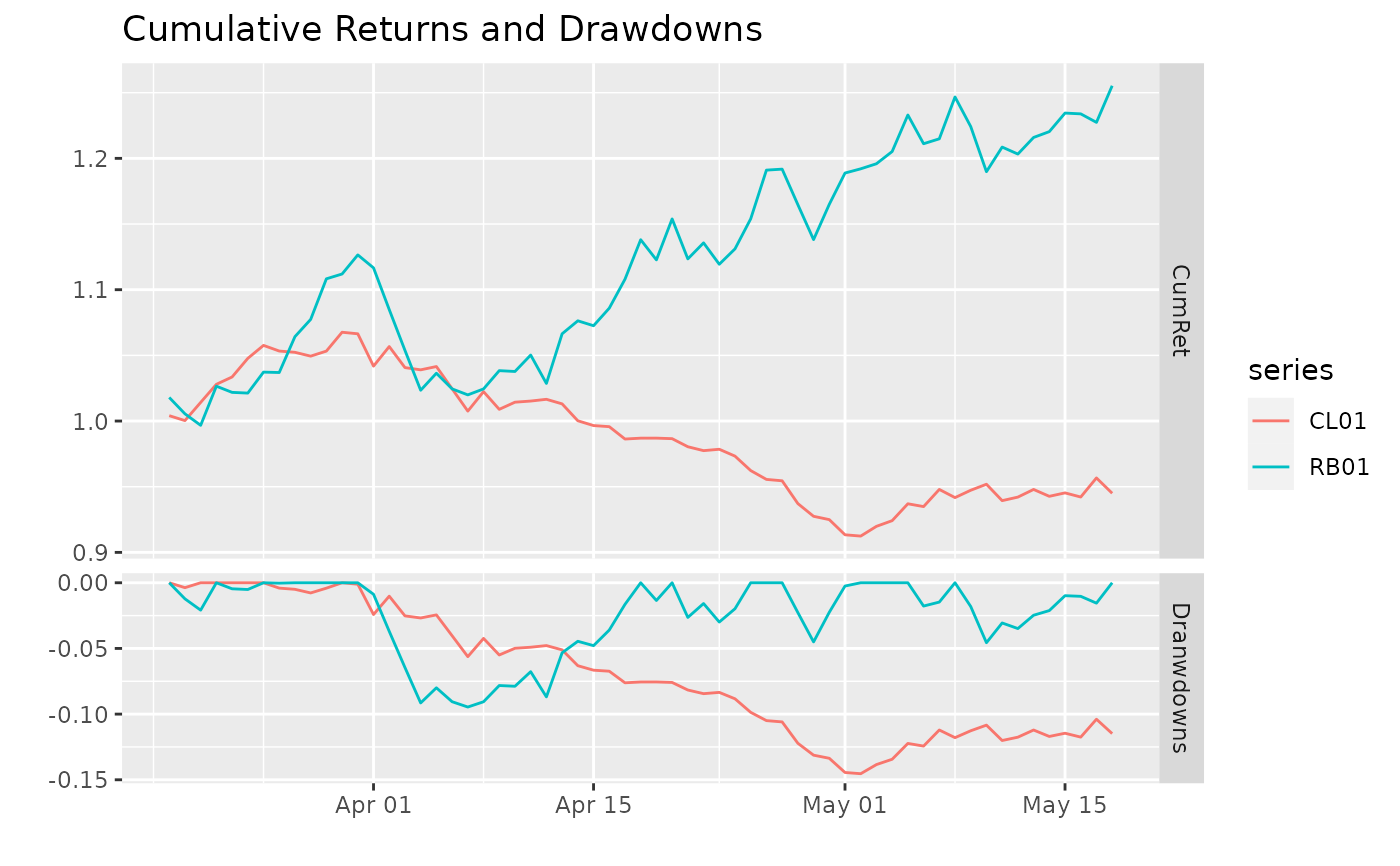 Cumulative Returns and Drawdowns
1.2
1.1
1.0
0.9
CumRet
0.00
-0.05
-0.10
-0.15
Dranwdowns
Apr 01
Apr 15
May 01
May 15
series
CL01
RB01